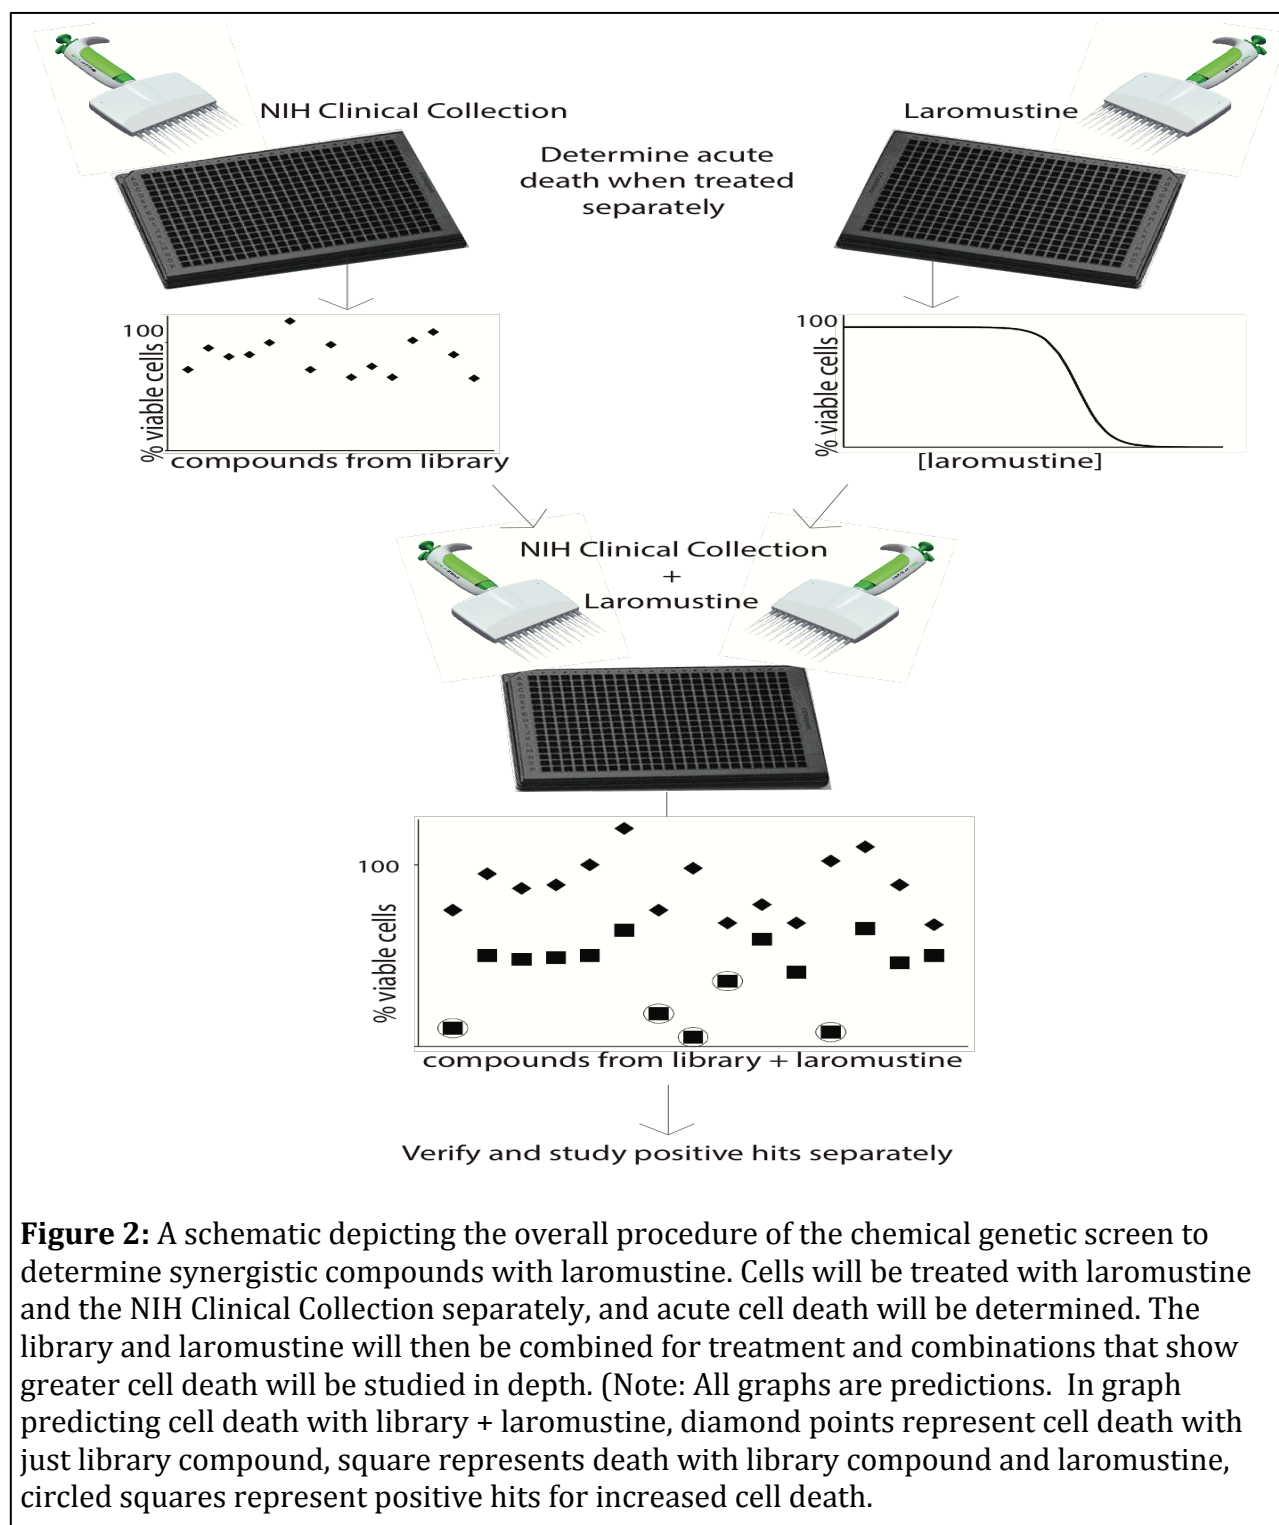 NIH Clinical Collection
Laromustine
Determine acute
death when treated
separately
100
% viable cells
compounds from library
100
% viable cells
[laromustine]
NIH Clinical Collection
+
Laromustine
100
% viable cells
compounds from library + laromustine
Verify and study positive hits separately
Figure 2: A schematic depicting the overall procedure of the chemical genetic screen to
determine synergistic compounds with laromustine. Cells will be treated with laromustine
and the NIH Clinical Collection separately, and acute cell death will be determined. The
library and laromustine will then be combined for treatment and combinations that show
greater cell death will be studied in depth. (Note: All graphs are predictions.  In graph
predicting cell death with library + laromustine, diamond points represent cell death with
just library compound, square represents death with library compound and laromustine,
circled squares represent positive hits for increased cell death.